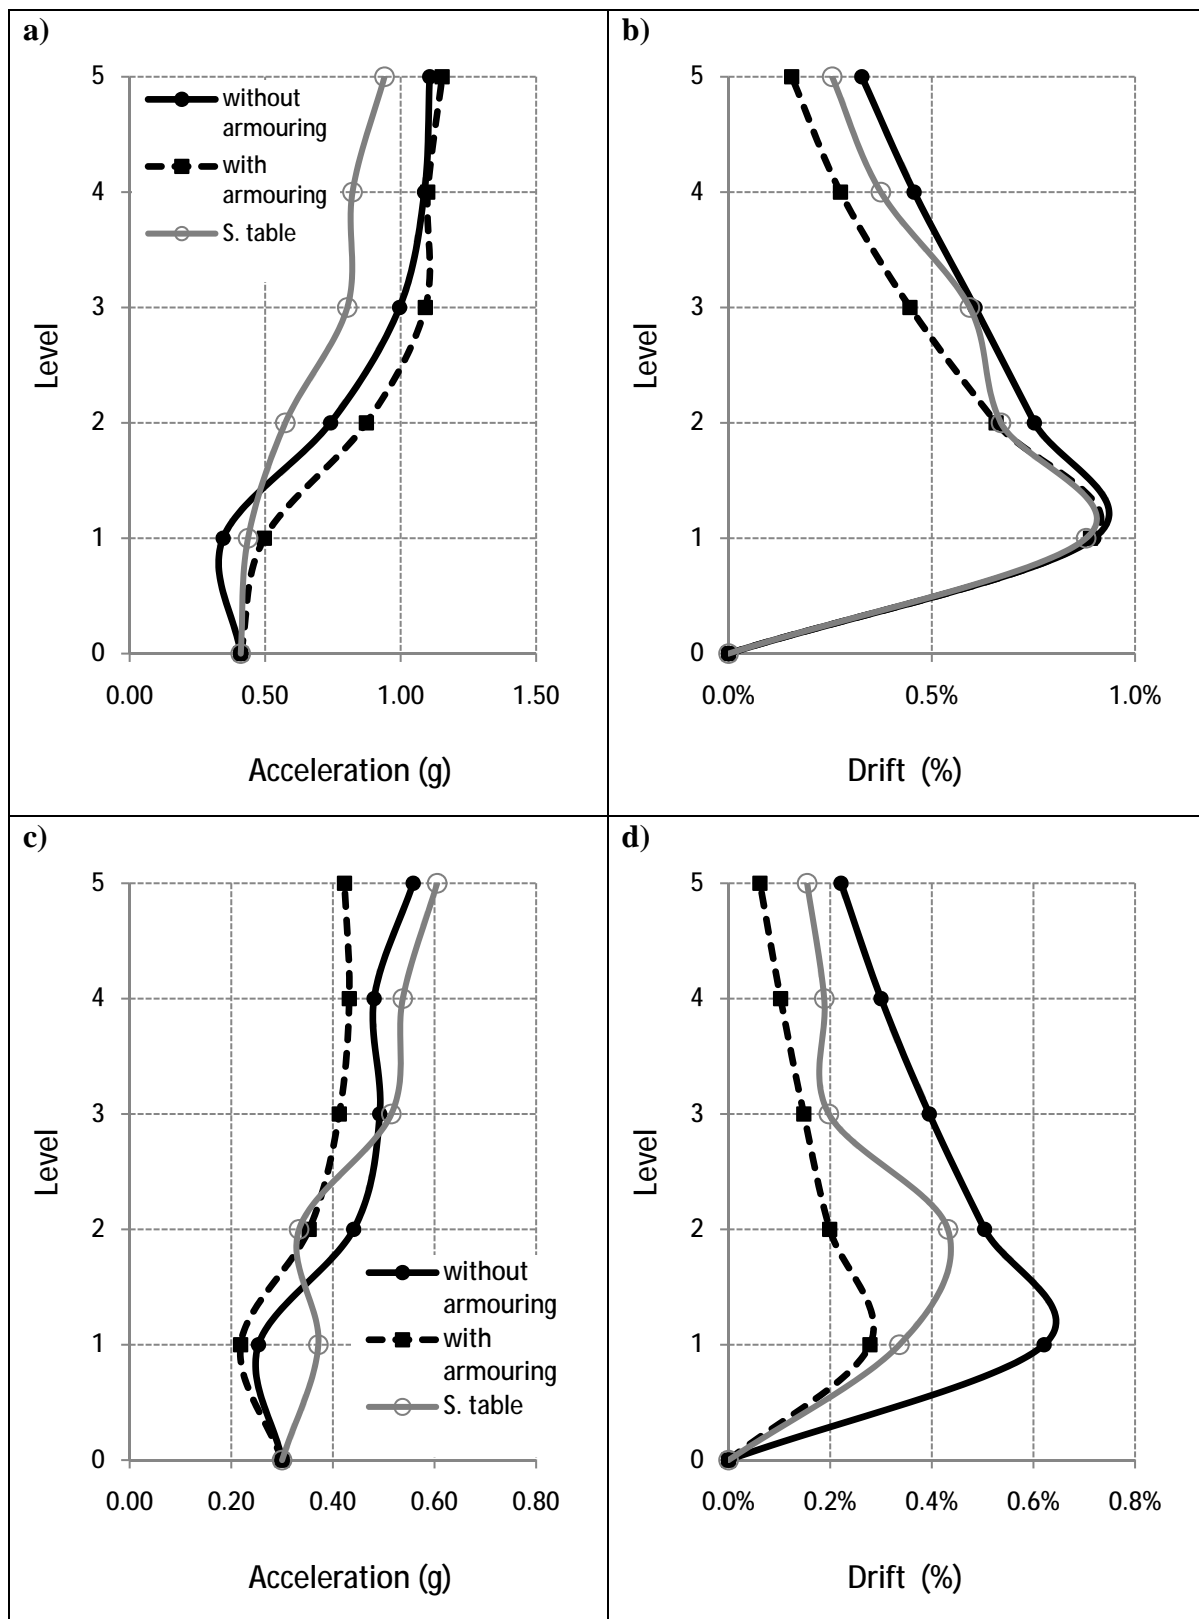 a)
5
4
3
2
1
0
Level
without
armouring
with
armouring
S. table
0.00 0.50 1.00 1.50
Acceleration (g)
b)
5
4
3
2
1
0
Level
0.0% 0.5% 1.0%
Drift (%)
c)
5
4
3
2
1
0
Level
without
armouring
with
armouring
S. table
0.00 0.20 0.40 0.60 0.80
Acceleration (g)
d)
5
4
3
2
1
0
Level
0.0% 0.2% 0.4% 0.6% 0.8%
Drift (%)